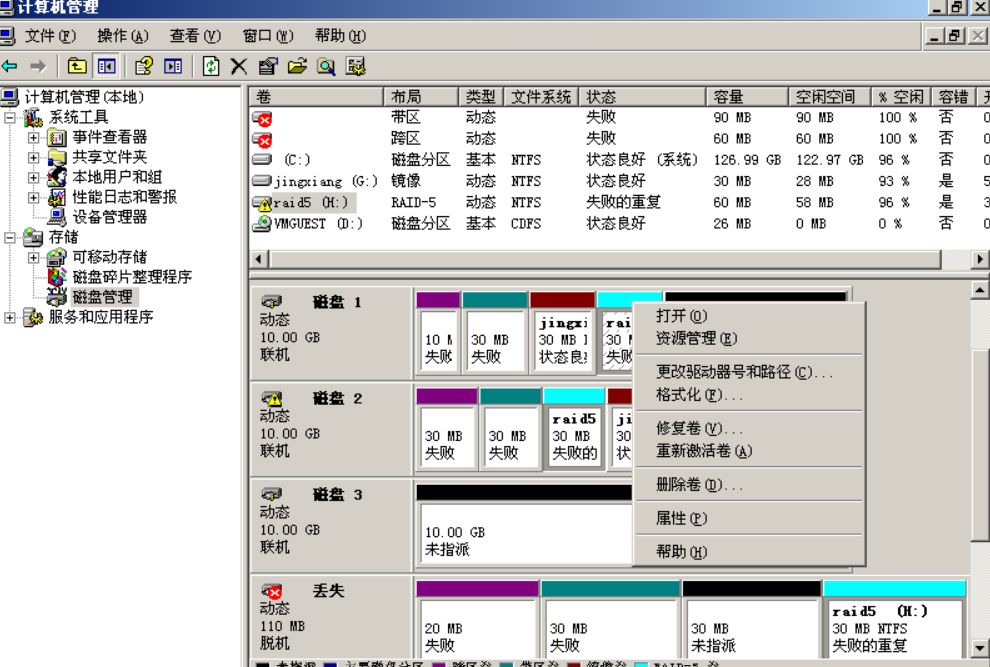 计算机管理
文件(F) 操作(A) 查看(V) 窗口(W) 帮助(H)
计算机管理(本地)
系统工具
事件查看器
共享文件夹
本地用户和组
性能日志和警报
设备管理器
存储
可移动存储
磁盘碎片整理程序
磁盘管理
服务和应用程序
卷 布局 类型 文件系统 状态 容量 空闲空间 % 空闲 容错
带区 动态 失败 90 MB 90 MB 100 % 否 0
跨区 动态 失败 60 MB 60 MB 100 % 否 0
(C:) 磁盘分区 基本 NTFS 状态良好 (系统) 126.99 GB 122.97 GB 96 % 否 0
jingxiang (G:) 镜像 动态 NTFS 状态良好 30 MB 28 MB 93 % 是 5
raid5 (H:) RAID-5 动态 NTFS 失败的重复 60 MB 58 MB 96 % 是 3
VMGUEST (D:) 磁盘分区 基本 CDFS 状态良好 26 MB 0 MB 0 % 否 0
磁盘 1
动态
10.00 GB
联机
10 M
失败
30 MB
失败
jingxi
30 MB
状态良
rai
30
失败
磁盘 2
动态
10.00 GB
联机
30 MB
失败
30 MB
失败
raid5
30 MB
失败的
ji
30
状
磁盘 3
动态
10.00 GB
联机
10.00 GB
未指派
丢失
动态
110 MB
脱机
20 MB
失败
30 MB
失败
30 MB
未指派
raid5 (H:)
30 MB NTFS
失败的重复
打开(O)
资源管理(E)
更改驱动器号和路径(C)...
格式化(F)...
修复卷(V)...
重新激活卷(A)
删除卷(D)...
属性(P)
帮助(H)